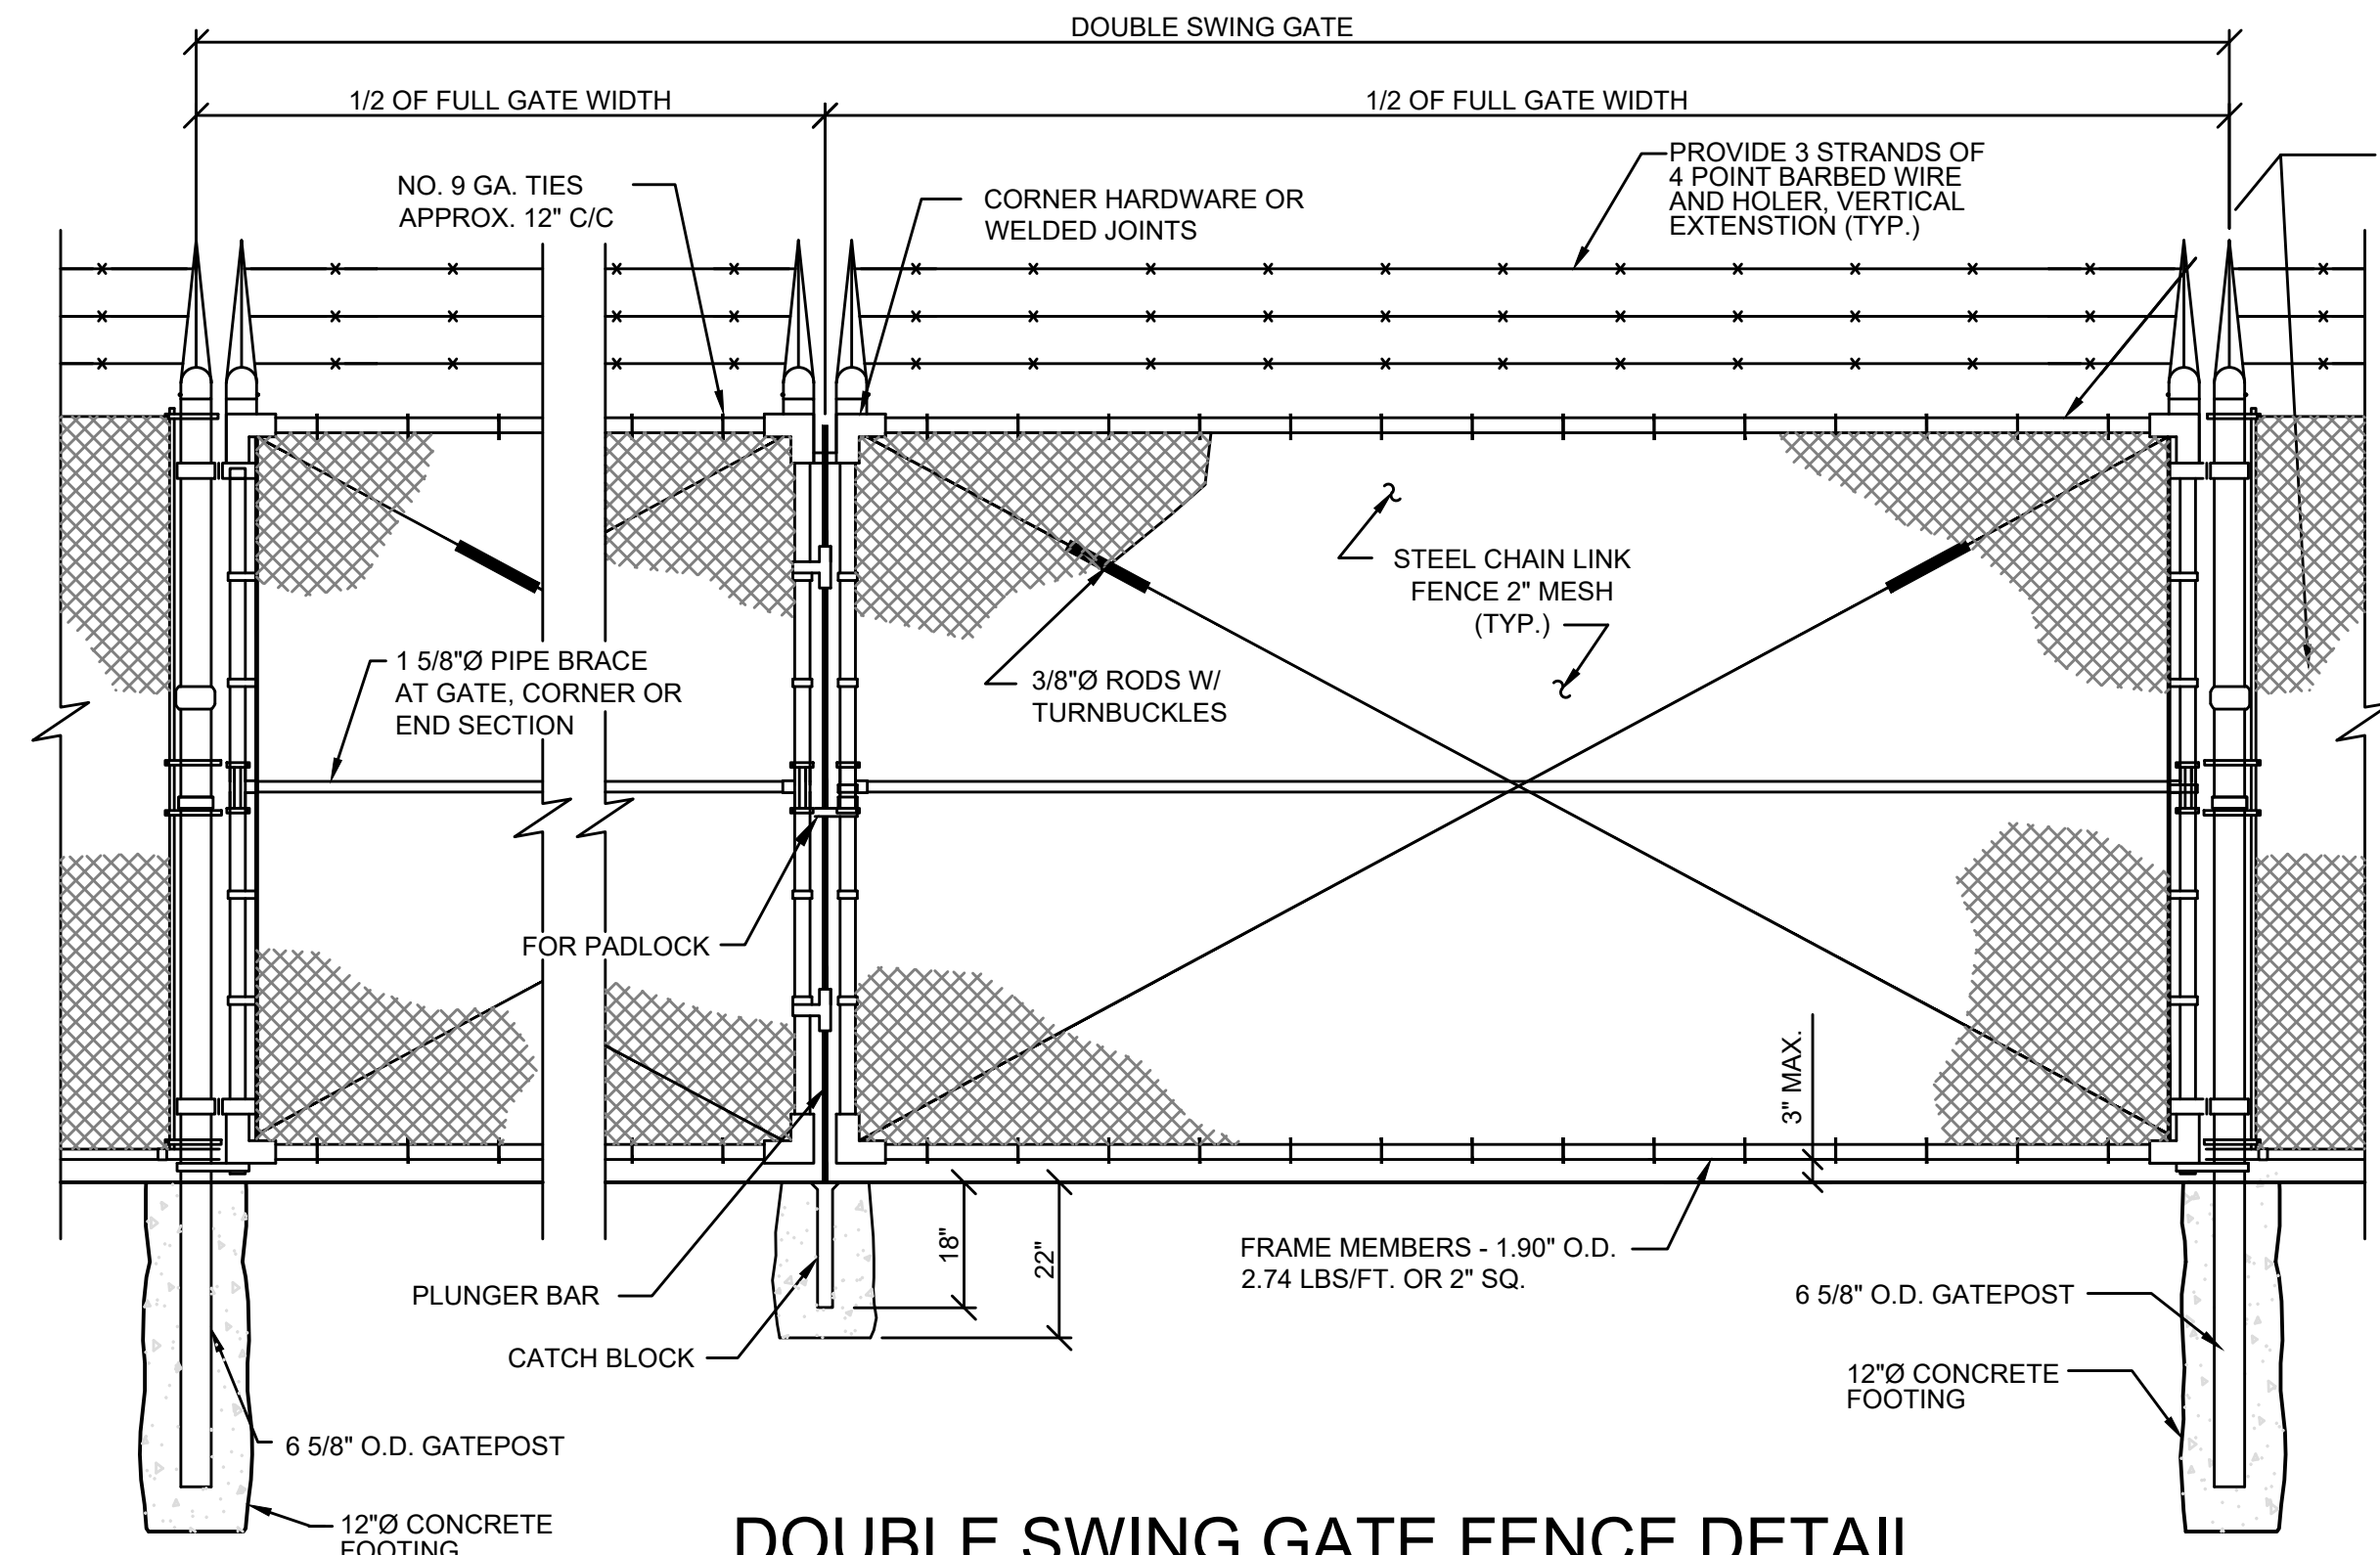 DOUBLE SWING GATE
1/2 OF FULL GATE WIDTH
1/2 OF FULL GATE WIDTH
NO. 9 GA. TIES
APPROX. 12" C/C
CORNER HARDWARE OR
WELDED JOINTS
PROVIDE 3 STRANDS OF
4 POINT BARBED WIRE
AND HOLER, VERTICAL
EXTENSTION (TYP.)
STEEL CHAIN LINK
FENCE 2" MESH
(TYP.)
1 5/8"Ø PIPE BRACE
AT GATE, CORNER OR
END SECTION
3/8"Ø RODS W/
TURNBUCKLES
FOR PADLOCK
3" MAX.
18"
22"
FRAME MEMBERS - 1.90" O.D.
2.74 LBS/FT. OR 2" SQ.
PLUNGER BAR
CATCH BLOCK
6 5/8" O.D. GATEPOST
12"Ø CONCRETE
FOOTING
6 5/8" O.D. GATEPOST
12"Ø CONCRETE
FOOTING
DOUBLE SWING GATE FENCE DETAIL